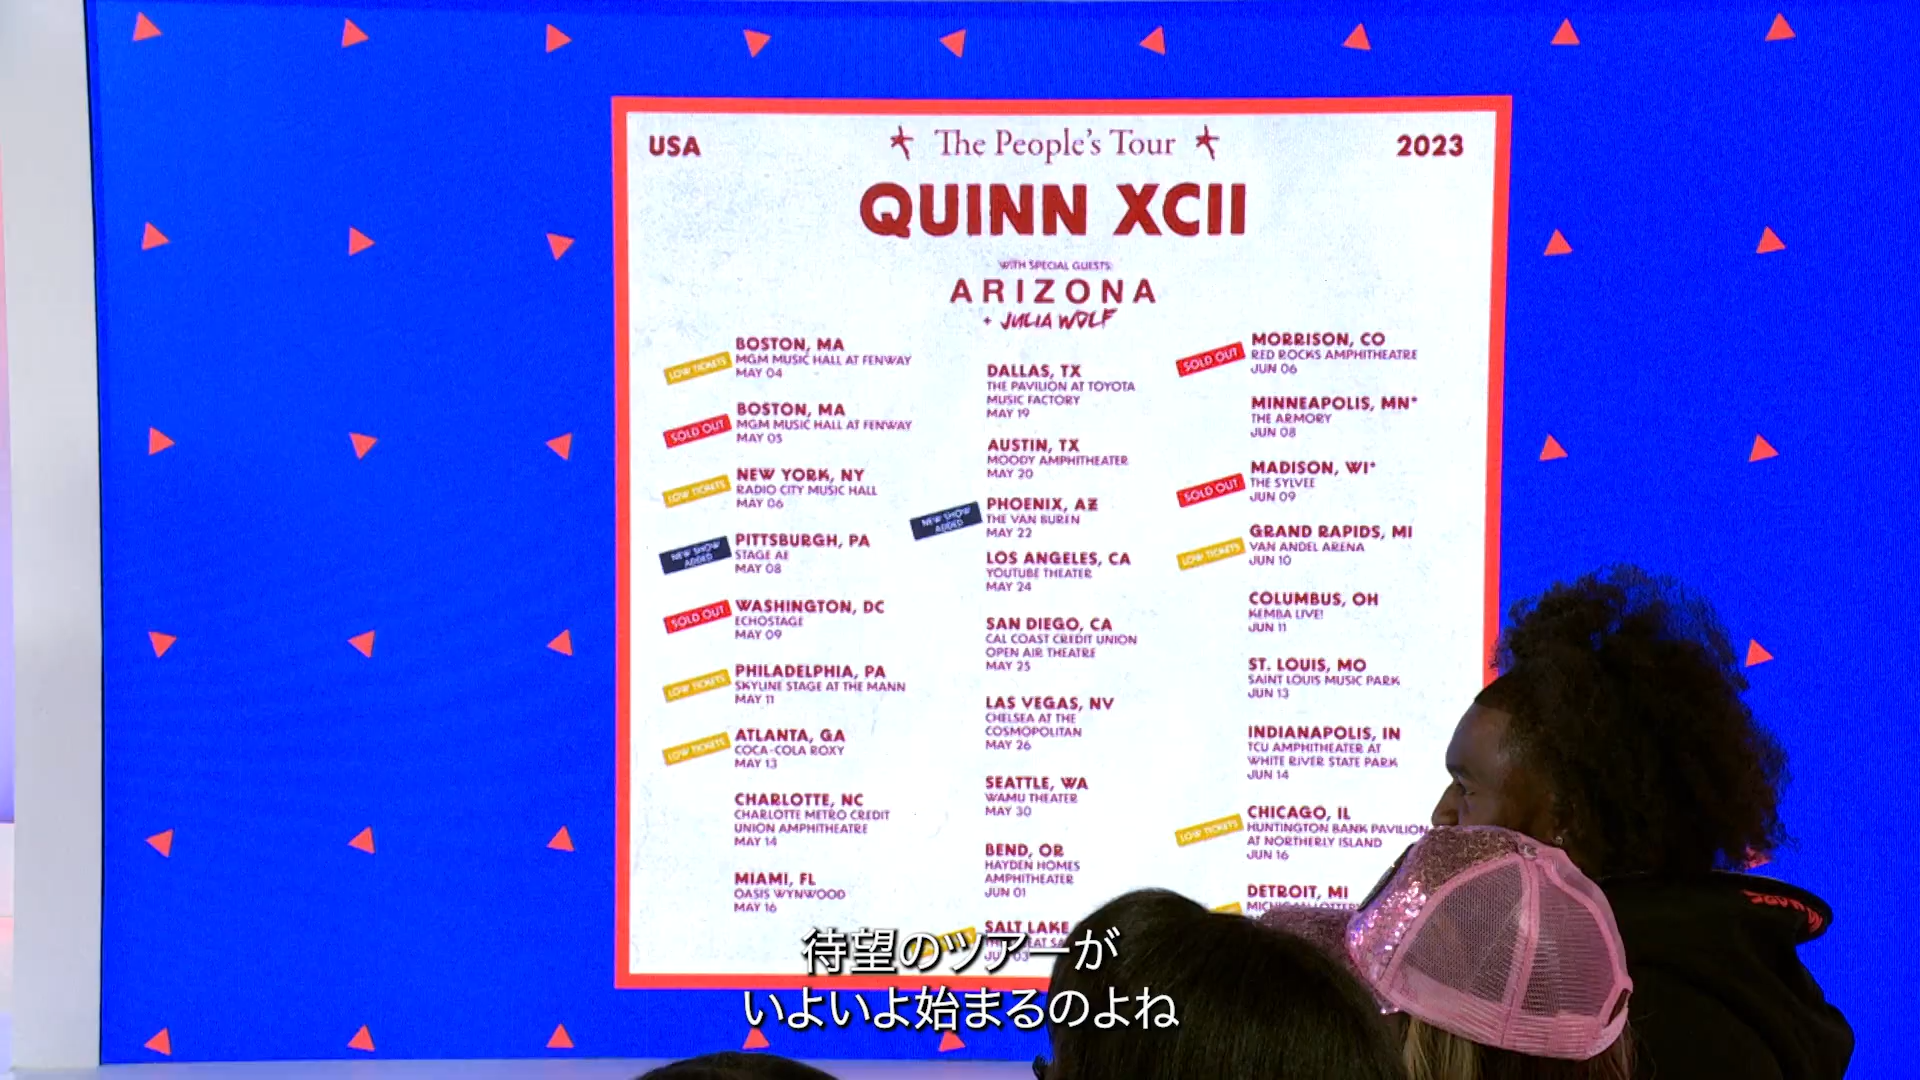 USA
The People's Tour
2023
QUINN XCII
WITH SPECIAL GUESTS
ARIZONA
+ JULIA WOLF
LOW TICKETS
BOSTON, MA
MGM MUSIC HALL AT FENWAY
MAY 04
SOLD OUT
BOSTON, MA
MGM MUSIC HALL AT FENWAY
MAY 05
LOW TICKETS
NEW YORK, NY
RADIO CITY MUSIC HALL
MAY 06
NEW SHOW
ADDED
PITTSBURGH, PA
STAGE AE
MAY 08
SOLD OUT
WASHINGTON, DC
ECHOSTAGE
MAY 09
LOW TICKETS
PHILADELPHIA, PA
SKYLINE STAGE AT THE MANN
MAY 11
LOW TICKETS
ATLANTA, GA
COCA-COLA ROXY
MAY 13
CHARLOTTE, NC
CHARLOTTE METRO CREDIT
UNION AMPHITHEATRE
MAY 14
MIAMI, FL
OASIS WYNWOOD
MAY 16
DALLAS, TX
THE PAVILION AT TOYOTA
MUSIC FACTORY
MAY 19
AUSTIN, TX
MOODY AMPHITHEATER
MAY 20
NEW SHOW
ADDED
PHOENIX, AZ
THE VAN BUREN
MAY 22
LOS ANGELES, CA
YOUTUBE THEATER
MAY 24
SAN DIEGO, CA
CAL COAST CREDIT UNION
OPEN AIR THEATRE
MAY 25
LAS VEGAS, NV
CHELSEA AT THE
COSMOPOLITAN
MAY 26
SEATTLE, WA
WAMU THEATER
MAY 30
BEND, OR
HAYDEN HOMES
AMPHITHEATER
JUN 01
SALT LAKE
JUN 03
SOLD OUT
MORRISON, CO
RED ROCKS AMPHITHEATRE
JUN 06
MINNEAPOLIS, MN*
THE ARMORY
JUN 08
SOLD OUT
MADISON, WI*
THE SYLVEE
JUN 09
LOW TICKETS
GRAND RAPIDS, MI
VAN ANDEL ARENA
JUN 10
COLUMBUS, OH
KEMBA LIVE!
JUN 11
ST. LOUIS, MO
SAINT LOUIS MUSIC PARK
JUN 13
INDIANAPOLIS, IN
TCU AMPHITHEATER AT
WHITE RIVER STATE PARK
JUN 14
LOW TICKETS
CHICAGO, IL
HUNTINGTON BANK PAVILION
AT NORTHERLY ISLAND
JUN 16
DETROIT, MI
MICHIGAN LOTTERY
待望のツアーが
いよいよ始まるのよね